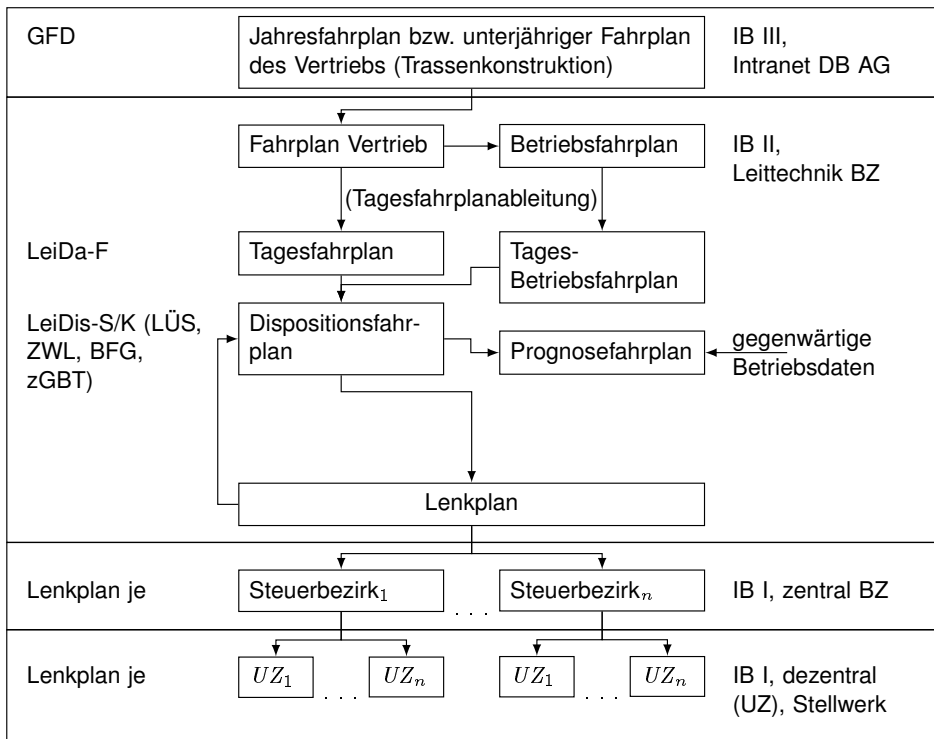 GFD
Jahresfahrplan bzw. unterjähriger Fahrplan
des Vertriebs (Trassenkonstruktion)
IB III,
Intranet DB AG
Fahrplan Vertrieb
Betriebsfahrplan
IB II,
Leittechnik BZ
(Tagesfahrplanableitung)
LeiDa-F
Tagesfahrplan
Tages-
Betriebsfahrplan
LeiDis-S/K (LÜS,
ZWL, BFG,
zGBT)
Dispositionsfahr-
plan
Prognosefahrplan
gegenwärtige
Betriebsdaten
Lenkplan
Lenkplan je
Steuerbezirk₁
. . .
Steuerbezirkₙ
IB I, zentral BZ
Lenkplan je
UZ₁
. . .
UZₙ
UZ₁
. . .
UZₙ
IB I, dezentral
(UZ), Stellwerk